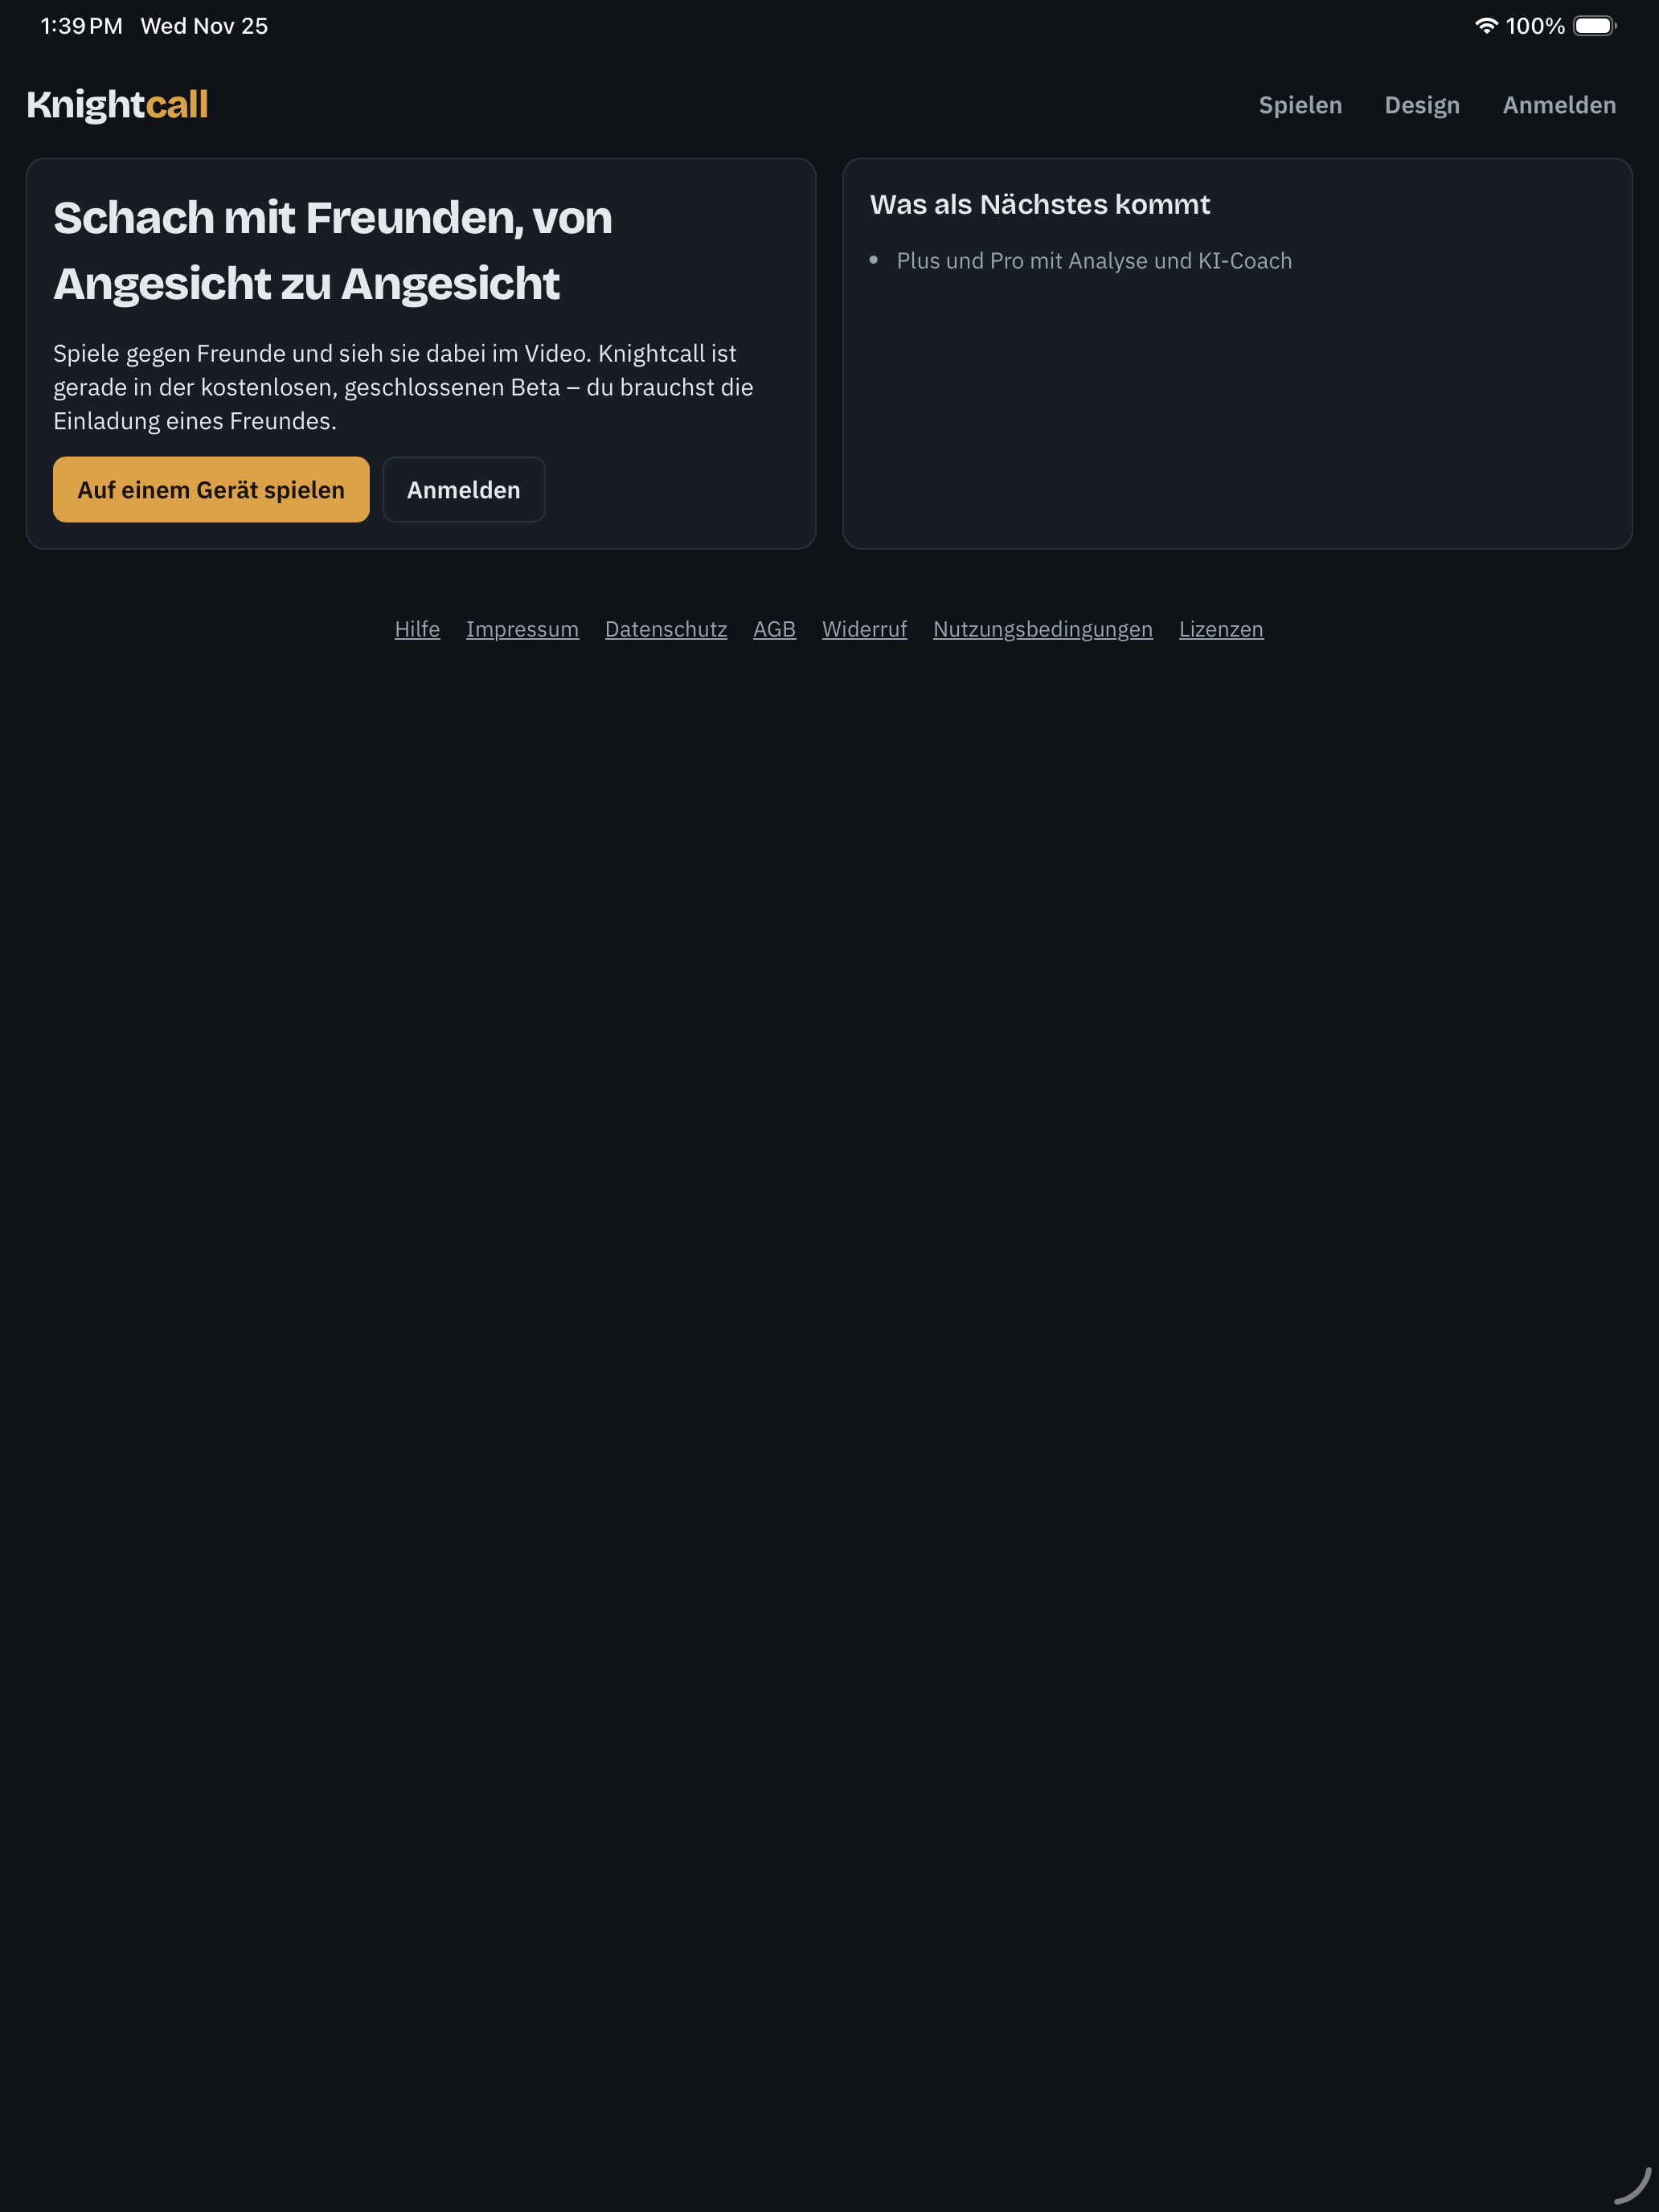 1:39 PM Wed Nov 25
100%
Knightcall
Spielen Design Anmelden
Schach mit Freunden, von
Angesicht zu Angesicht
Spiele gegen Freunde und sieh sie dabei im Video. Knightcall ist
gerade in der kostenlosen, geschlossenen Beta – du brauchst die
Einladung eines Freundes.
Auf einem Gerät spielen
Anmelden
Was als Nächstes kommt
• Plus und Pro mit Analyse und KI-Coach
Hilfe Impressum Datenschutz AGB Widerruf Nutzungsbedingungen Lizenzen